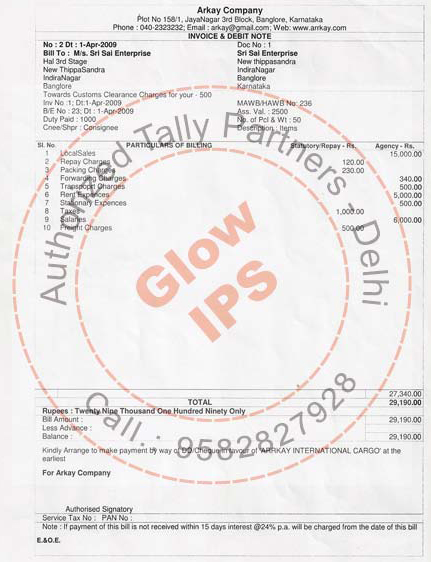 Arkay Company
Plot No 158/1, JayaNagar 3rd Block, Banglore, Karnataka
Phone : 040-2323232; Email : arkay@gmail.com; Web: www.arrkay.com
INVOICE & DEBIT NOTE
No : 2 Dt : 1-Apr-2009 Doc No : 1
Bill To : M/s. Sri Sai Enterprise Sri Sai Enterprise
Hal 3rd Stage New thippasandra
New ThippaSandra IndiraNagar
IndiraNagar Banglore
Banglore Karnataka
Towards Customs Clearance Charges for your - 500
Inv No :1; Dt:1-Apr-2009 MAWB/HAWB No: 236
B/E No : 23; Dt : 1-Apr-2009 Ass. Val. : 2500
Duty Paid : 1000 No. of Pcl & Wt : 50
Cnee/Shpr : Consignee Description : Items
Sl. No. PARTICULARS OF BILLING Statutory/Repay - Rs. Agency - Rs.
1 LocalSales 15,000.00
2 Repay Charges 120.00
3 Packing Charges 230.00
4 Forwarding Charges 340.00
5 Transport Charges 500.00
6 Rent Expences 5,000.00
7 Stationary Expences 500.00
8 Taxes 1,000.00
9 Salaries 6,000.00
10 Freight Charges 500.00
27,340.00
TOTAL 29,190.00
Rupees : Twenty Nine Thousand One Hundred Ninety Only
Bill Amount : 29,190.00
Less Advance :
Balance : 29,190.00
Kindly Arrange to make payment by way of DD/Cheque in favour of 'ARRKAY INTERNATIONAL CARGO' at the
earliest
For Arkay Company
Authorised Signatory
Service Tax No : PAN No :
Note : If payment of this bill is not received within 15 days interest @24% p.a. will be charged from the date of this bill
E.&O.E.
Authorized Tally Partners - Delhi
Glow
IPS
Call. : 9582827928